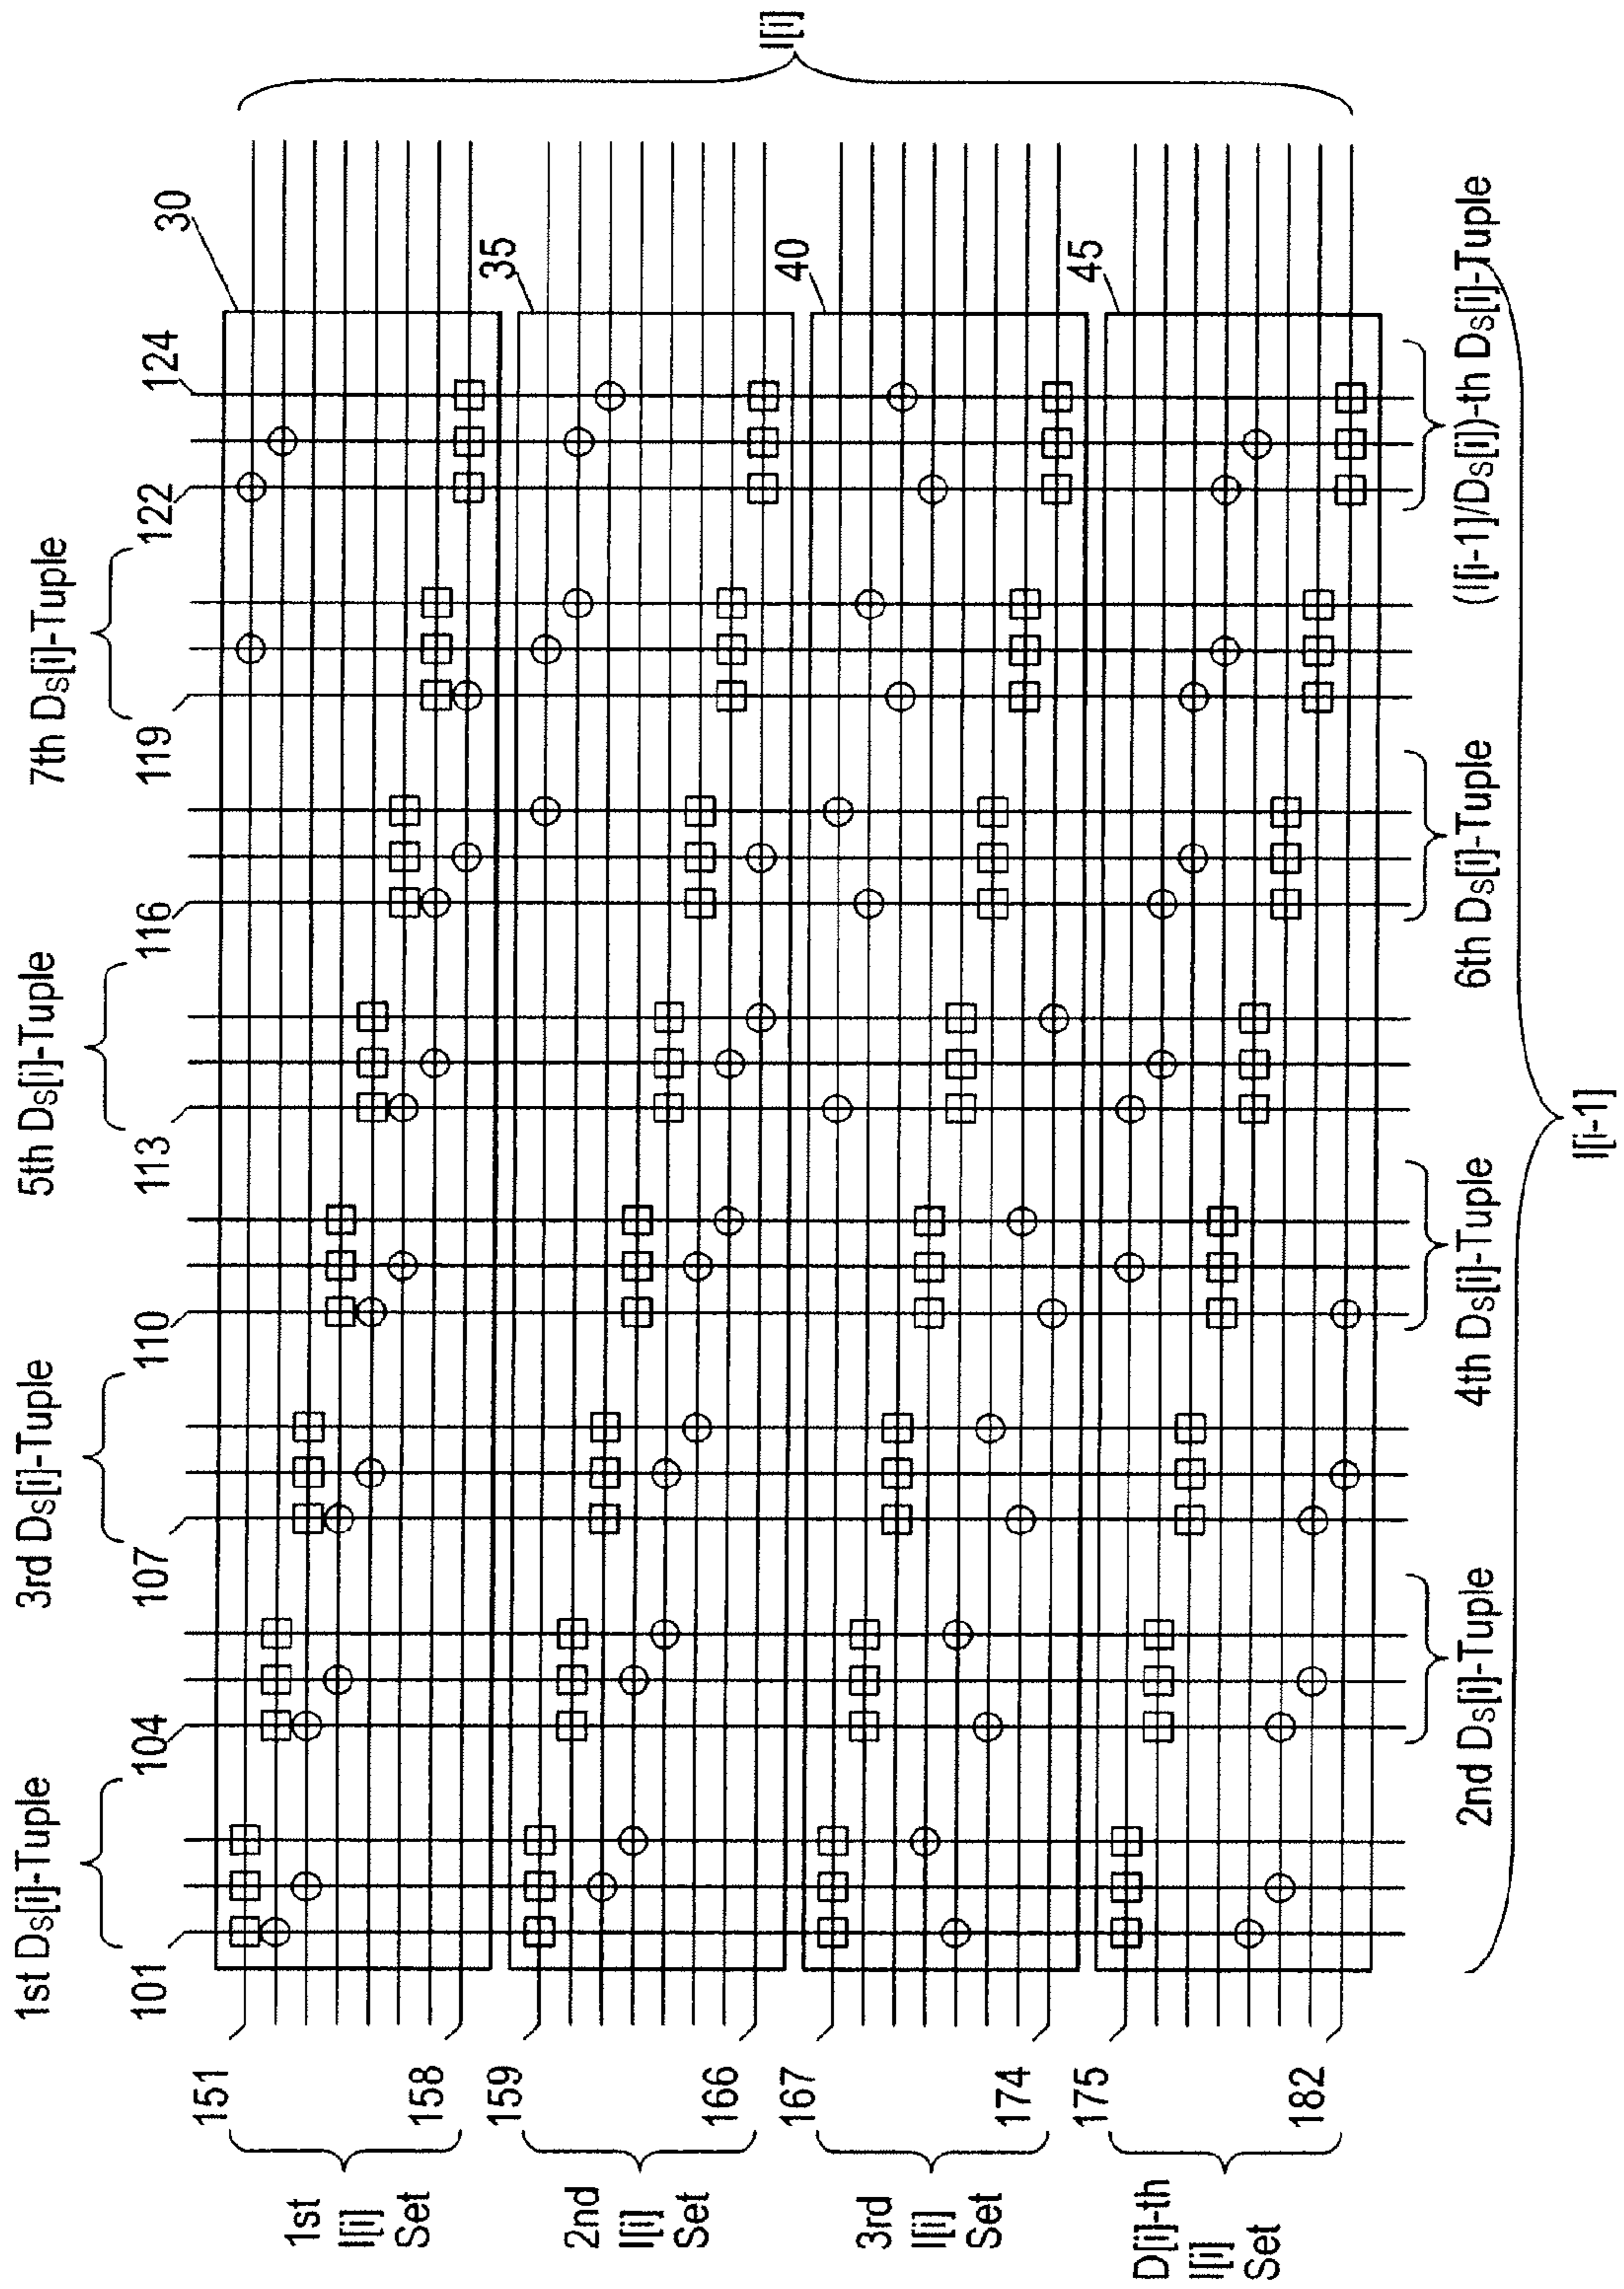 I[i]
30
35
40
45
124
122
7th DS[i]-Tuple
119
116
5th DS[i]-Tuple
113
110
3rd DS[i]-Tuple
107
104
1st DS[i]-Tuple
101
(I[i-1]/DS[i])-th DS[i]-Tuple
6th DS[i]-Tuple
4th DS[i]-Tuple
2nd DS[i]-Tuple
I[i-1]
151
158
159
166
167
174
175
182
1st
I[i]
Set
2nd
I[i]
Set
3rd
I[i]
Set
D[i]-th
I[i]
Set